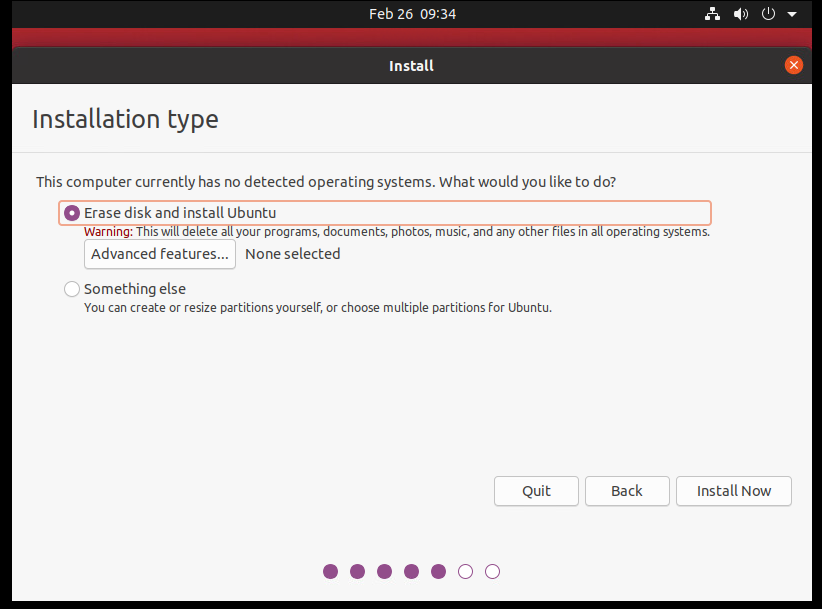 Feb 26 09:34
Install
Installation type
This computer currently has no detected operating systems. What would you like to do?
Erase disk and install Ubuntu
Warning: This will delete all your programs, documents, photos, music, and any other files in all operating systems.
Advanced features... None selected
Something else
You can create or resize partitions yourself, or choose multiple partitions for Ubuntu.
Quit Back Install Now